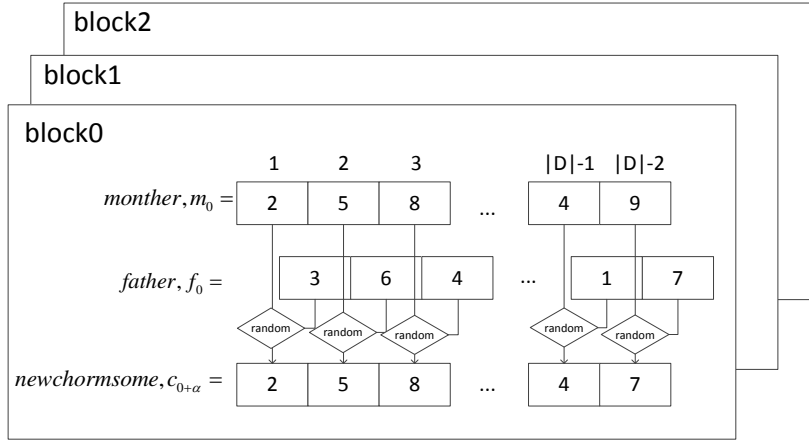 block2
block1
block0
1 2 3 |D|-1 |D|-2
monther, m₀ = 2 5 8 ... 4 9
father, f₀ = 3 6 4 ... 1 7
random random random random random
newchormsome, c₀₊α = 2 5 8 ... 4 7